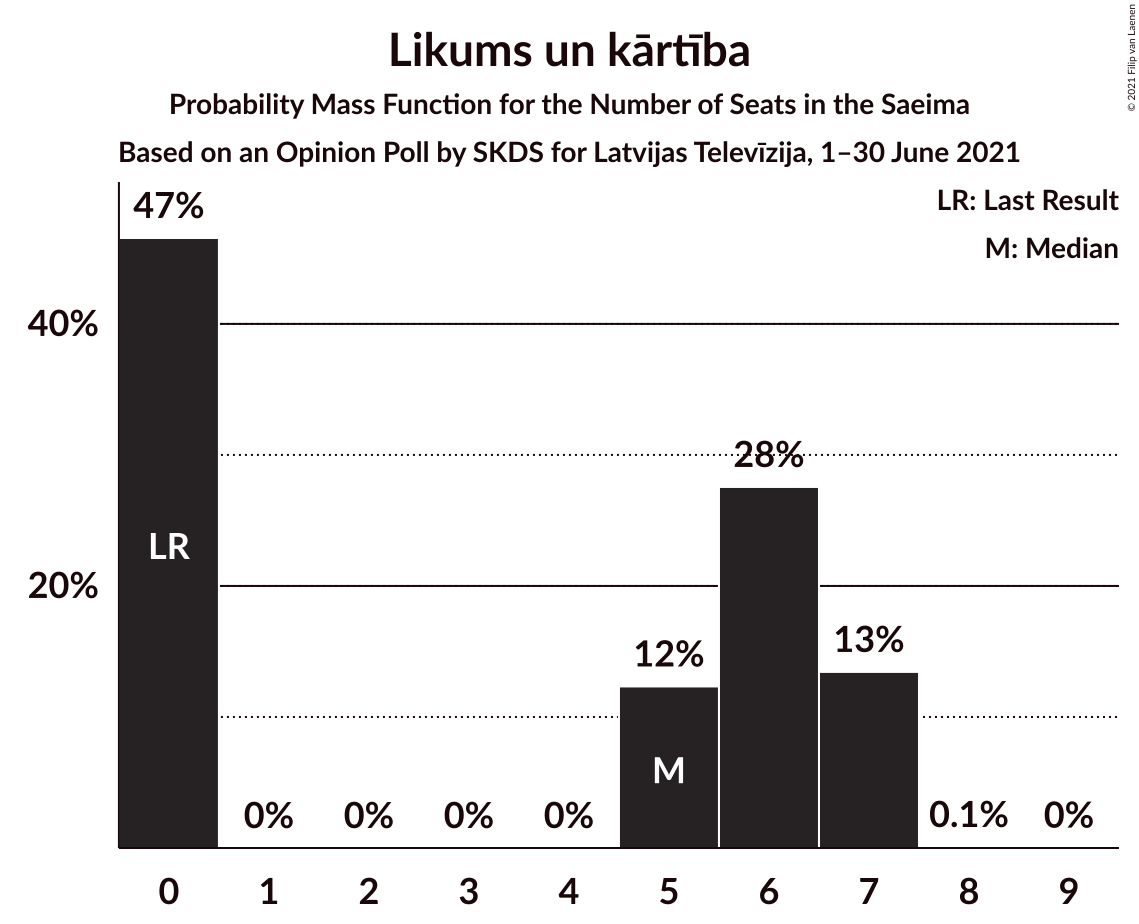 Likums un kārtība
Probability Mass Function for the Number of Seats in the Saeima
Based on an Opinion Poll by SKDS for Latvijas Televīzija, 1–30 June 2021
© 2021 Filip van Laenen
LR: Last Result
M: Median
47%
40%
28%
LR
20%
12%
13%
M
0%
0%
0%
0%
0.1%
0%
0
1
2
3
4
5
6
7
8
9